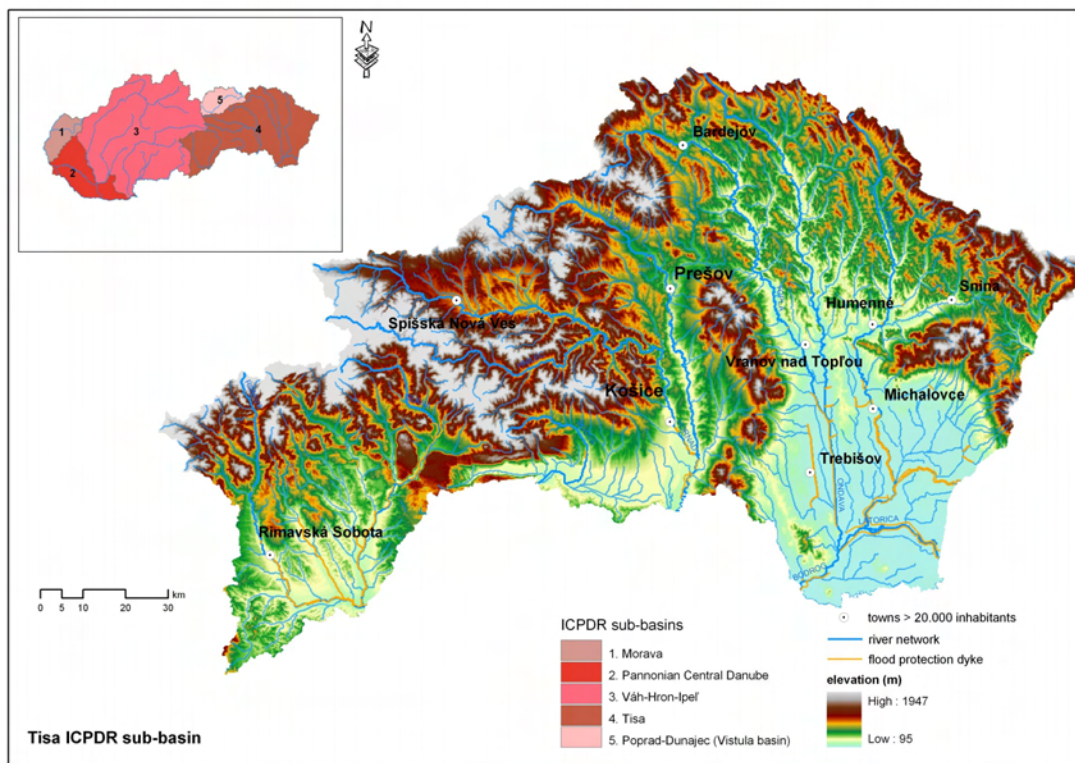 N
1
2
3
4
5
Bardejov
Prešov
Humenné
Snina
Spišská Nová Ves
Vranov nad Topľou
Košice
Michalovce
Trebišov
ONDAVA
LATORICA
BODROG
Rimavská Sobota
km
0 5 10 20 30
ICPDR sub-basins
1. Morava
2. Pannonian Central Danube
3. Váh-Hron-Ipeľ
4. Tisa
5. Poprad-Dunajec (Vistula basin)
towns > 20.000 inhabitants
river network
flood protection dyke
elevation (m)
High : 1947
Low : 95
Tisa ICPDR sub-basin